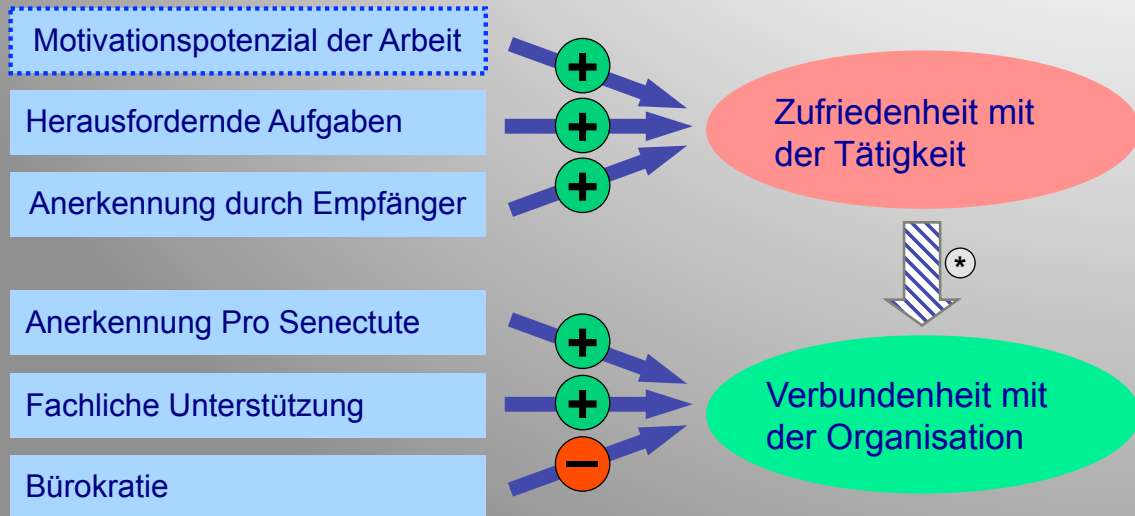 Motivationspotenzial der Arbeit
Herausfordernde Aufgaben
Anerkennung durch Empfänger
+
+
+
Zufriedenheit mit
der Tätigkeit
*
Anerkennung Pro Senectute
Fachliche Unterstützung
Bürokratie
+
+
−
Verbundenheit mit
der Organisation